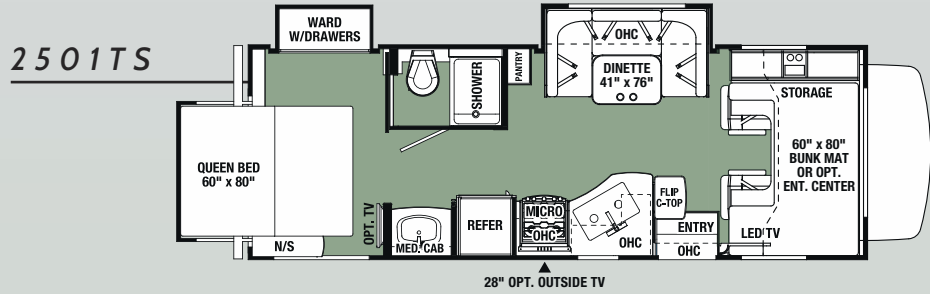 2501TS
WARD
W/DRAWERS
OHC
DINETTE
41" x 76"
PANTRY
SHOWER
STORAGE
QUEEN BED
60" x 80"
60" x 80"
BUNK MAT
OR OPT.
ENT. CENTER
N/S
OPT. TV
MED. CAB
REFER
MICRO
OHC
OHC
FLIP
C-TOP
ENTRY
OHC
LED TV
28" OPT. OUTSIDE TV